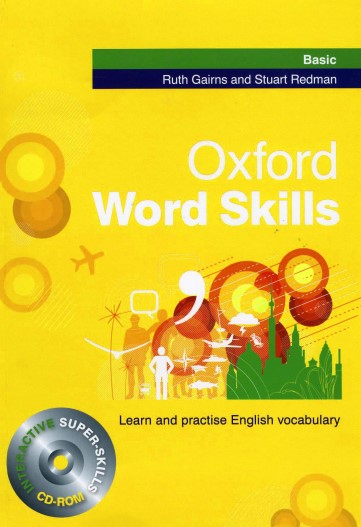 Basic
Ruth Gairns and Stuart Redman
Oxford
Word Skills
Learn and practise English vocabulary
INTERACTIVE SUPER-SKILLS
CD-ROM